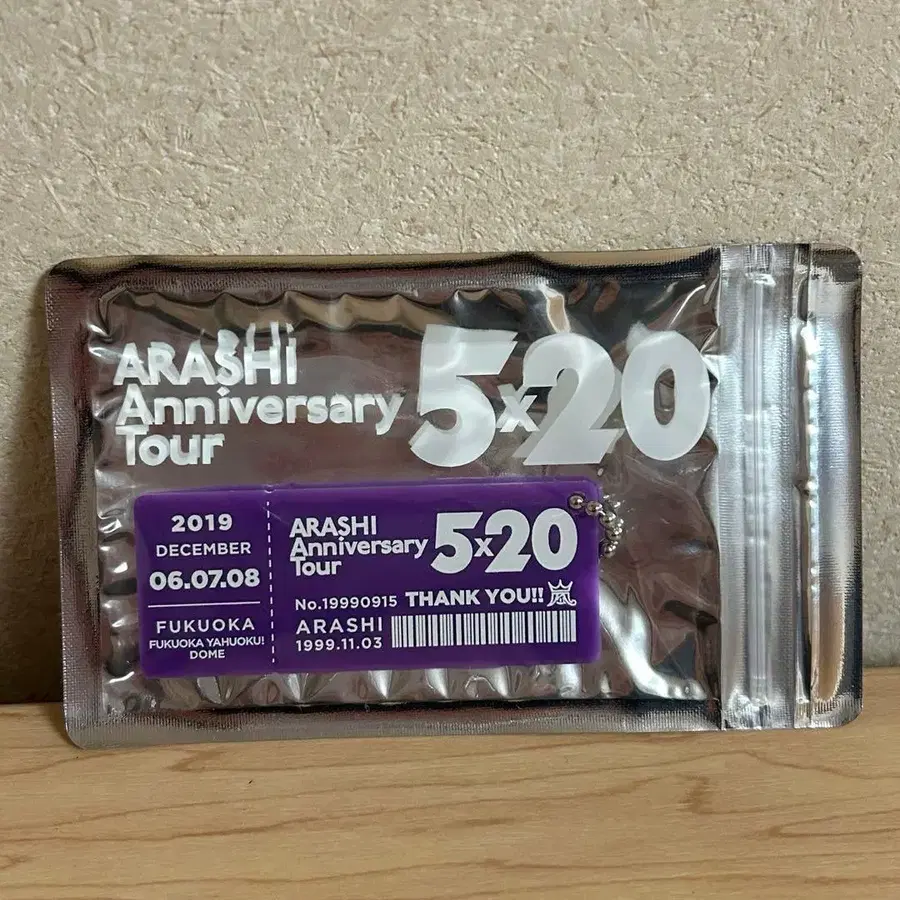 ARASHI
Anniversary
Tour
5x20
2019
DECEMBER
06.07.08
FUKUOKA
FUKUOKA YAHUOKU!
DOME
ARASHI
Anniversary
Tour
5x20
No.19990915 THANK YOU!! 嵐
ARASHI
1999.11.03